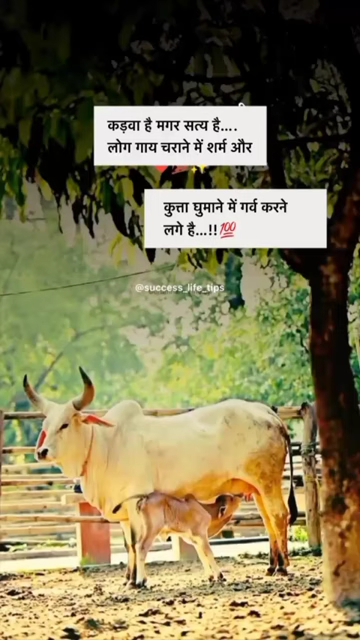 कड़वा है मगर सत्य है....
लोग गाय चराने में शर्म और
कुत्ता घुमाने में गर्व करने
लगे है...!!💯
@success_life_tips